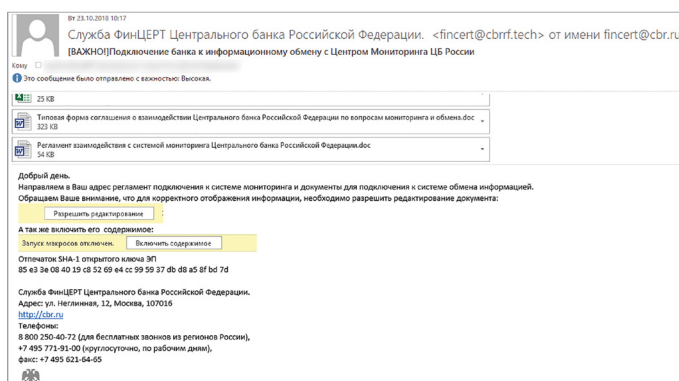 Вт 23.10.2018 10:17
Служба ФинЦЕРТ Центрального банка Российской Федерации. <fincert@cbrrf.tech> от имени fincert@cbr.ru
[ВАЖНО!]Подключение банка к информационному обмену с Центром Мониторинга ЦБ России
Кому
Это сообщение было отправлено с важностью: Высокая.
25 KB
Типовая форма соглашения о взаимодействии Центрального банка Российской Федерации по вопросам мониторинга и обмена.doc
323 KB
Регламент взаимодействия с системой мониторинга Центрального банка Российской Федерации.doc
54 KB
Добрый день.
Направляем в Ваш адрес регламент подключения к системе мониторинга и документы для подключения к системе обмена информацией.
Обращаем Ваше внимание, что для корректного отображения информации, необходимо разрешить редактирование документа:
Разрешить редактирование ;
А так же включить его содержимое:
Запуск макросов отключен. Включить содержимое
Отпечаток SHA-1 открытого ключа ЭП
85 e3 3e 08 40 19 c8 52 69 e4 cc 99 59 37 db d8 a5 8f bd 7d
Служба ФинЦЕРТ Центрального банка Российской Федерации.
Адрес: ул. Неглинная, 12, Москва, 107016
http://cbr.ru
Телефоны:
8 800 250-40-72 (для бесплатных звонков из регионов России),
+7 495 771-91-00 (круглосуточно, по рабочим дням),
факс: +7 495 621-64-65